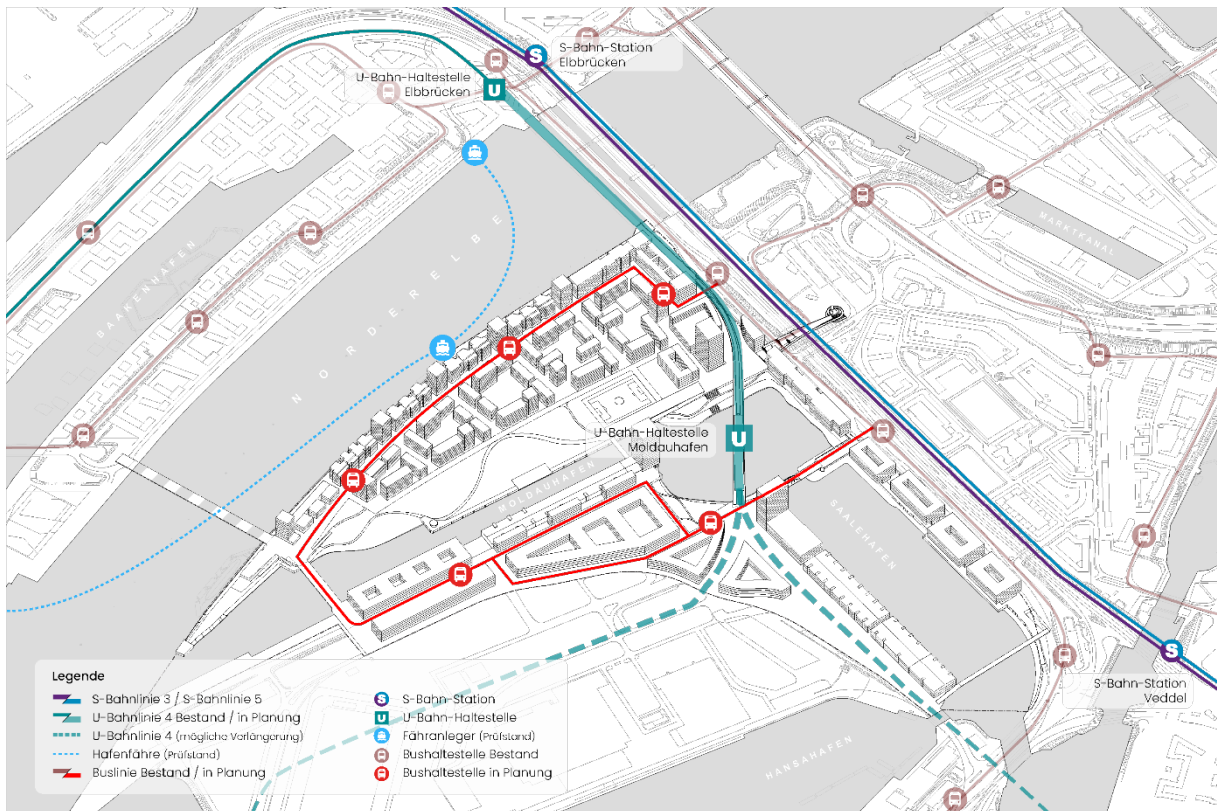 S-Bahn-Station
Elbbrücken
U-Bahn-Haltestelle
Elbbrücken
U
S
MARKTKANAL
BAAKENHAFEN
NORDERELBE
U-Bahn-Haltestelle
Moldauhafen
U
MOLDAUHAFEN
SAALEHAFEN
S
S-Bahn-Station
Veddel
HANSAHAFEN
Legende
S-Bahnlinie 3 / S-Bahnlinie 5
U-Bahnlinie 4 Bestand / in Planung
U-Bahnlinie 4 (mögliche Verlängerung)
Hafenfähre (Prüfstand)
Buslinie Bestand / in Planung
S S-Bahn-Station
U U-Bahn-Haltestelle
Fähranleger (Prüfstand)
Bushaltestelle Bestand
Bushaltestelle in Planung